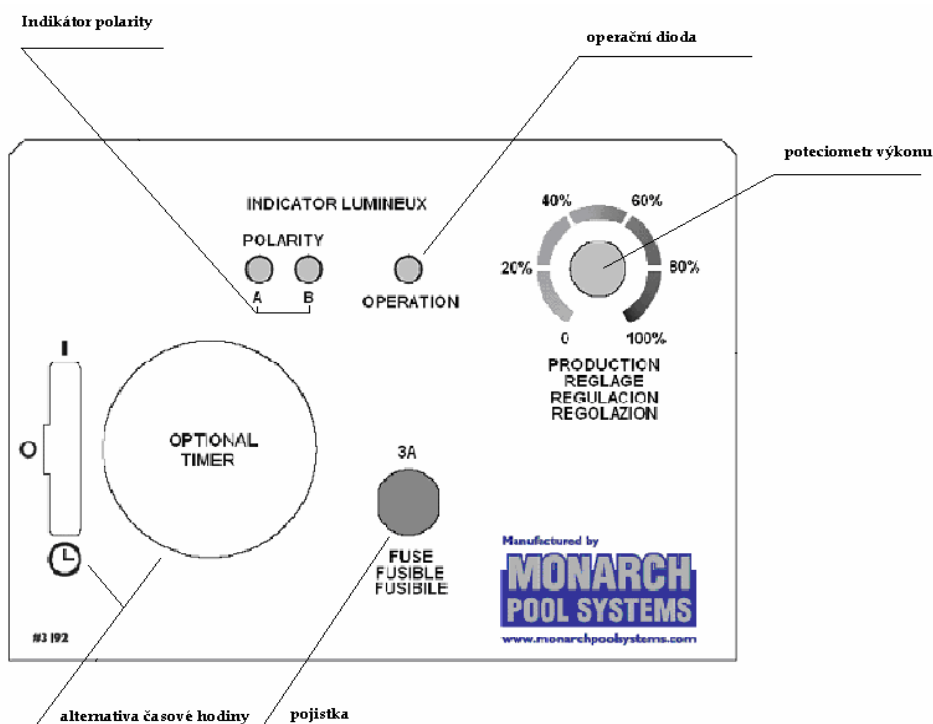 Indikátor polarity
operační dioda
poteciometr výkonu
INDICATOR LUMINEUX
POLARITY
A B
OPERATION
40% 60%
20% 80%
0 100%
PRODUCTION
REGLAGE
REGULACION
REGOLAZION
I
O
OPTIONAL
TIMER
3A
FUSE
FUSIBLE
FUSIBILE
Manufactured by
MONARCH
POOL SYSTEMS
www.monarchpoolsystems.com
#3192
alternativa časové hodiny
pojistka